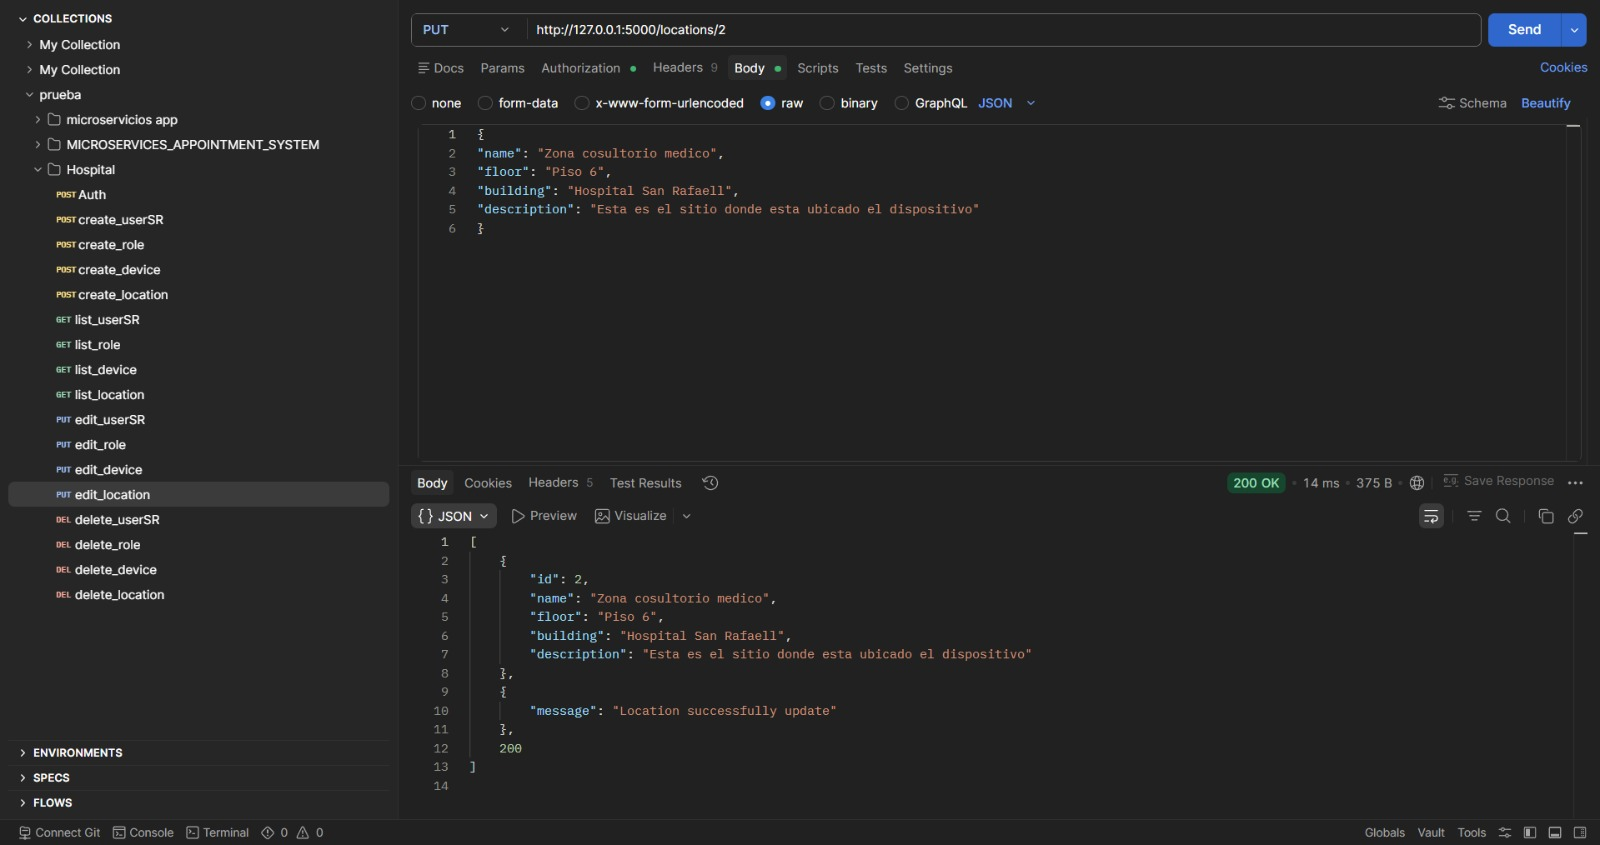 COLLECTIONS
My Collection
My Collection
prueba
microservicios app
MICROSERVICES_APPOINTMENT_SYSTEM
Hospital
POST Auth
POST create_userSR
POST create_role
POST create_device
POST create_location
GET list_userSR
GET list_role
GET list_device
GET list_location
PUT edit_userSR
PUT edit_role
PUT edit_device
PUT edit_location
DEL delete_userSR
DEL delete_role
DEL delete_device
DEL delete_location
ENVIRONMENTS
SPECS
FLOWS
PUT http://127.0.0.1:5000/locations/2 Send
Docs Params Authorization Headers 9 Body Scripts Tests Settings Cookies
none form-data x-www-form-urlencoded raw binary GraphQL JSON Schema Beautify
1 {
2 "name": "Zona cosultorio medico",
3 "floor": "Piso 6",
4 "building": "Hospital San Rafaell",
5 "description": "Esta es el sitio donde esta ubicado el dispositivo"
6 }
Body Cookies Headers 5 Test Results 200 OK • 14 ms • 375 B • e.g. Save Response
{} JSON Preview Visualize
1 [
2 {
3 "id": 2,
4 "name": "Zona cosultorio medico",
5 "floor": "Piso 6",
6 "building": "Hospital San Rafaell",
7 "description": "Esta es el sitio donde esta ubicado el dispositivo"
8 },
9 {
10 "message": "Location successfully update"
11 },
12 200
13 ]
14
Connect Git Console Terminal 0 0 Globals Vault Tools